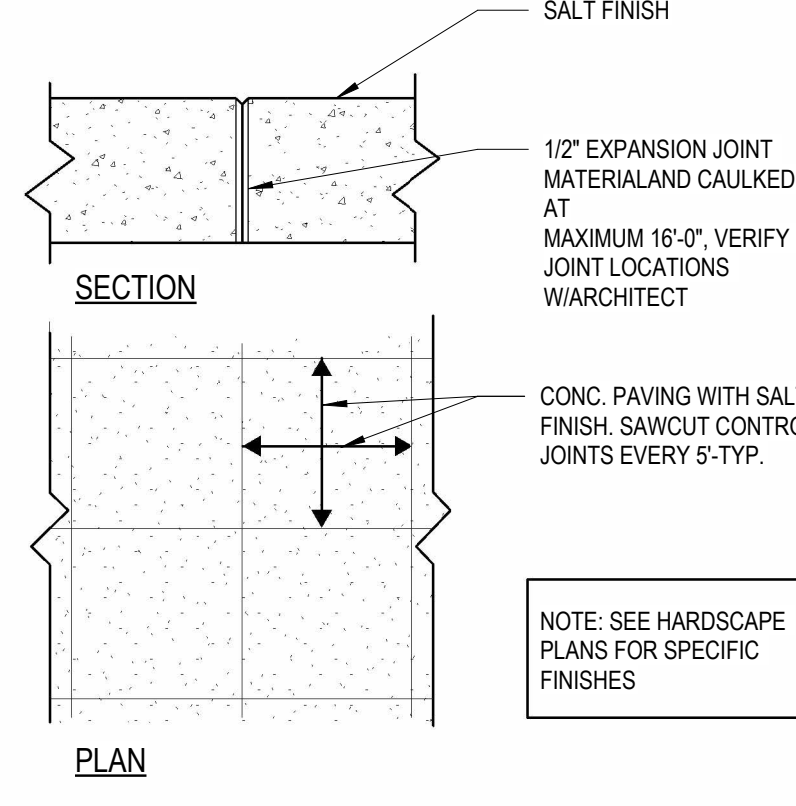 SALT FINISH
1/2" EXPANSION JOINT
MATERIALAND CAULKED
AT
MAXIMUM 16'-0", VERIFY
JOINT LOCATIONS
W/ARCHITECT
SECTION
CONC. PAVING WITH SALT
FINISH. SAWCUT CONTRO
JOINTS EVERY 5'-TYP.
NOTE: SEE HARDSCAPE
PLANS FOR SPECIFIC
FINISHES
PLAN